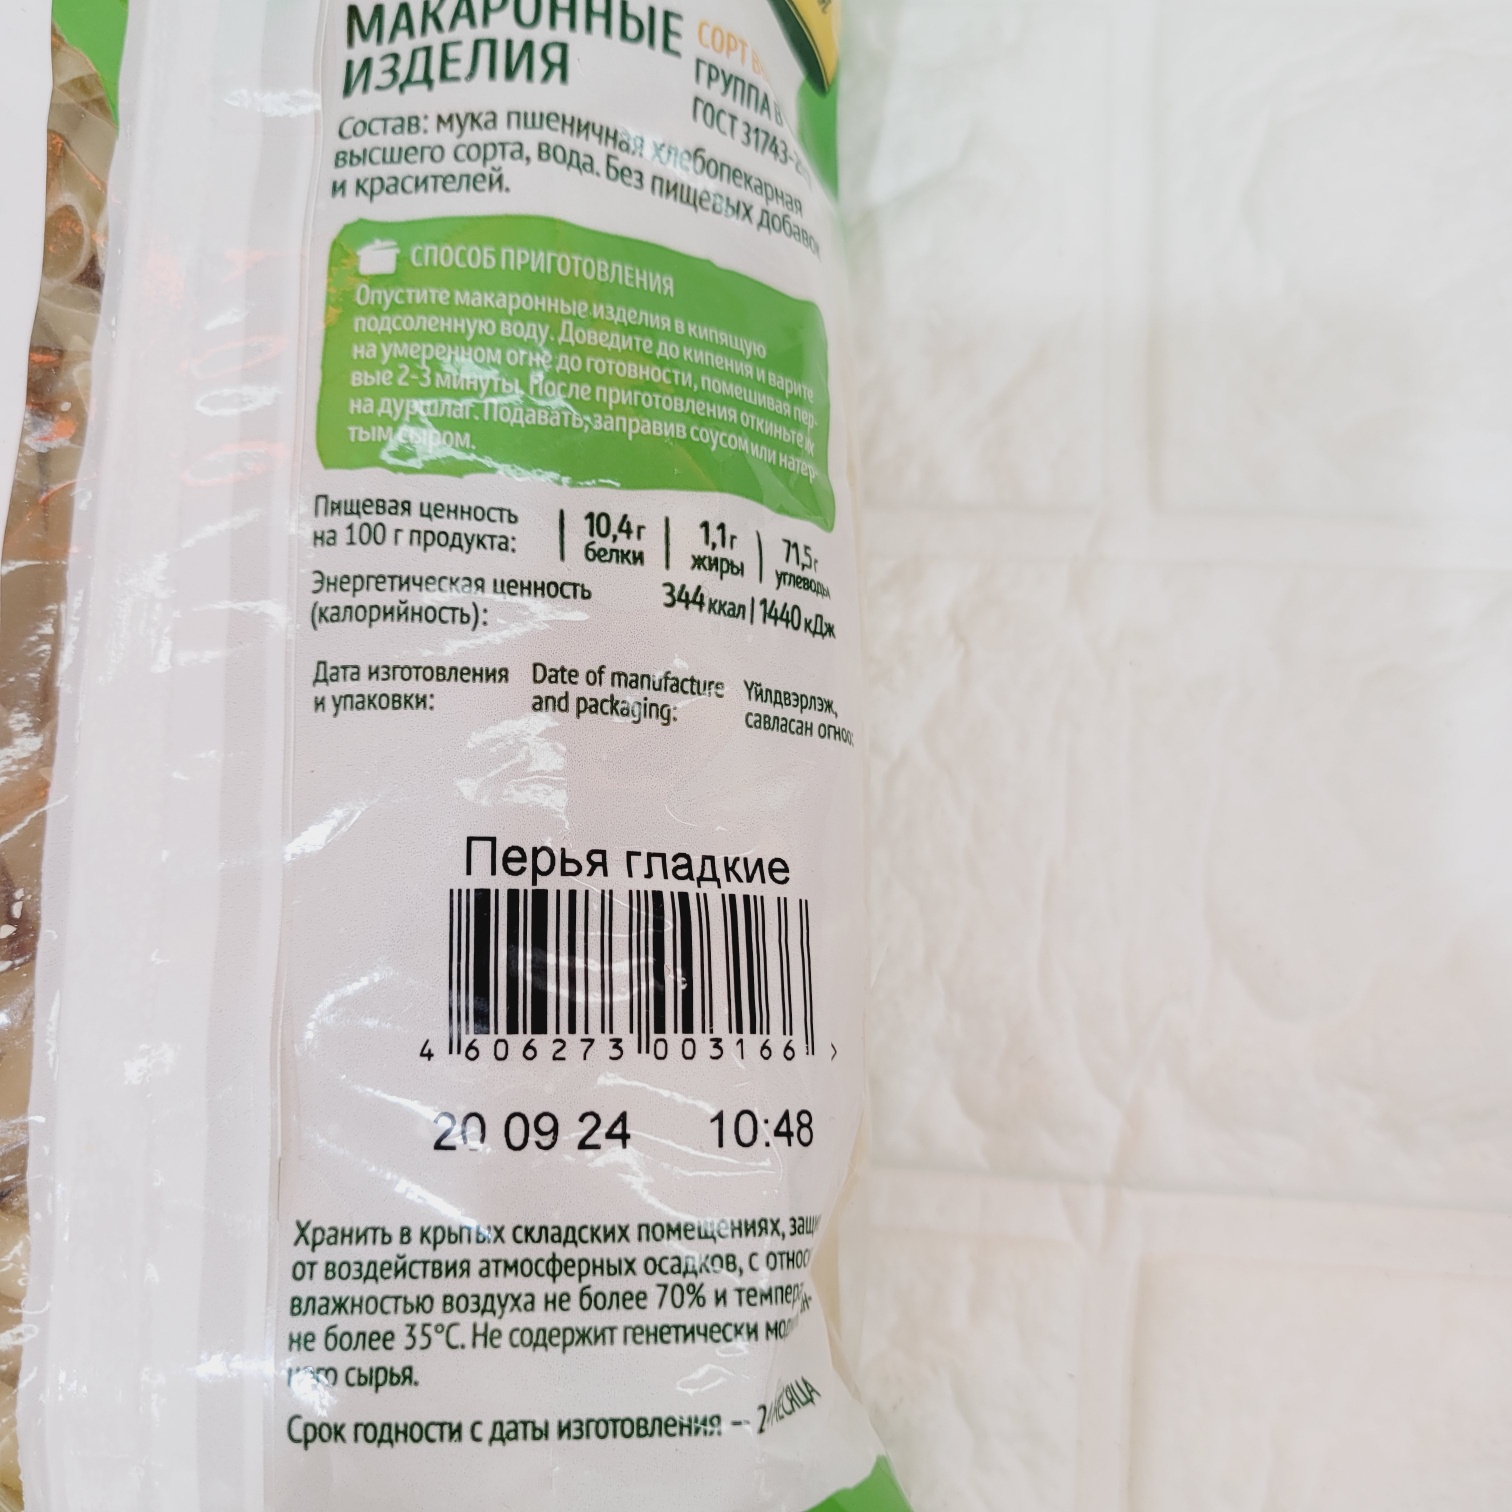 МАКАРОННЫЕ
ИЗДЕЛИЯ
СОРТ
ГРУППА В
ГОСТ 31743-
Состав: мука пшеничная хлебопекарная
высшего сорта, вода. Без пищевых добавок
и красителей.
СПОСОБ ПРИГОТОВЛЕНИЯ
Опустите макаронные изделия в кипящую
подсоленную воду. Доведите до кипения и варите
на умеренном огне до готовности, помешивая пер-
вые 2-3 минуты. После приготовления откиньте их
на дуршлаг. Подавать, заправив соусом или натер-
тым сыром.
Пищевая ценность
на 100 г продукта:
10,4 г
белки
1,1 г
жиры
71,5 г
углеводы
Энергетическая ценность
(калорийность):
344 ккал | 1440 кДж
Дата изготовления
и упаковки:
Date of manufacture
and packaging:
Үйлдвэрлэж,
савласан огноо:
Перья гладкие
4 606273 003166 >
20 09 24 10:48
Хранить в крытых складских помещениях,
от воздействия атмосферных осадков, с
влажностью воздуха не более 70% и
не более 35°С. Не содержит генетически
сырья.
Срок годности с даты изготовления – МЕСЯЦА